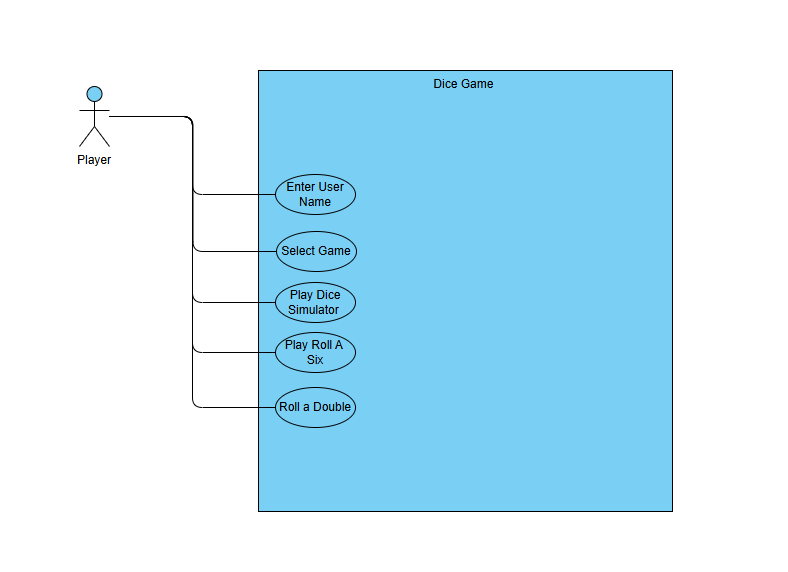 Dice Game
Player
Enter User
Name
Select Game
Play Dice
Simulator
Play Roll A
Six
Roll a Double